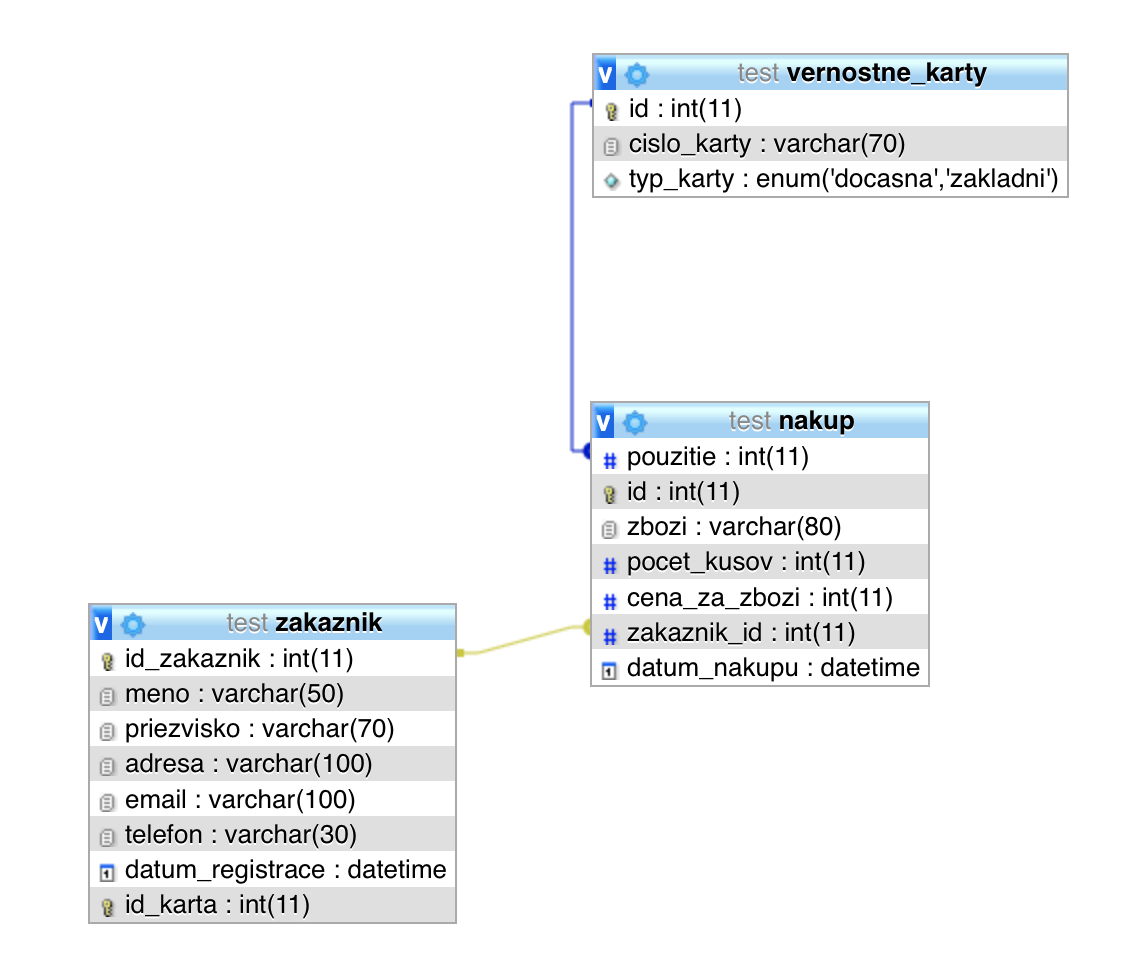 v test vernostne_karty
id : int(11)
cislo_karty : varchar(70)
typ_karty : enum('docasna','zakladni')
v test nakup
# pouzitie : int(11)
id : int(11)
zbozi : varchar(80)
# pocet_kusov : int(11)
# cena_za_zbozi : int(11)
# zakaznik_id : int(11)
datum_nakupu : datetime
v test zakaznik
id_zakaznik : int(11)
meno : varchar(50)
priezvisko : varchar(70)
adresa : varchar(100)
email : varchar(100)
telefon : varchar(30)
datum_registrace : datetime
id_karta : int(11)